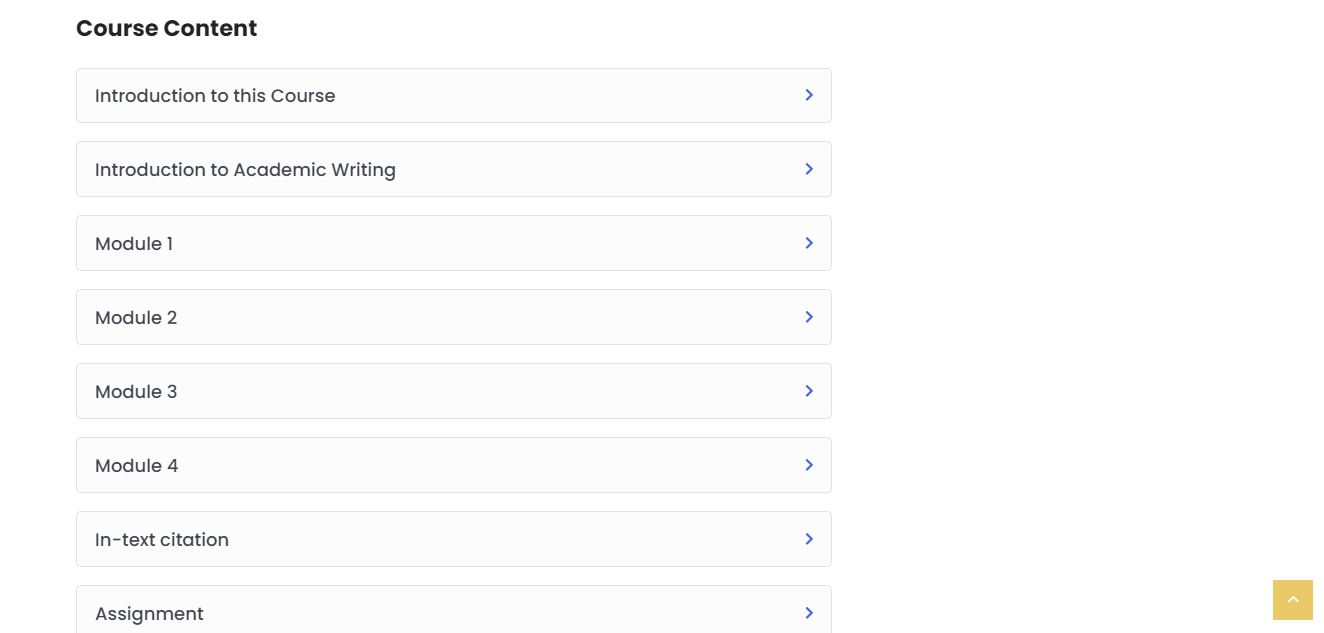 Course Content
Introduction to this Course
Introduction to Academic Writing
Module 1
Module 2
Module 3
Module 4
In-text citation
Assignment